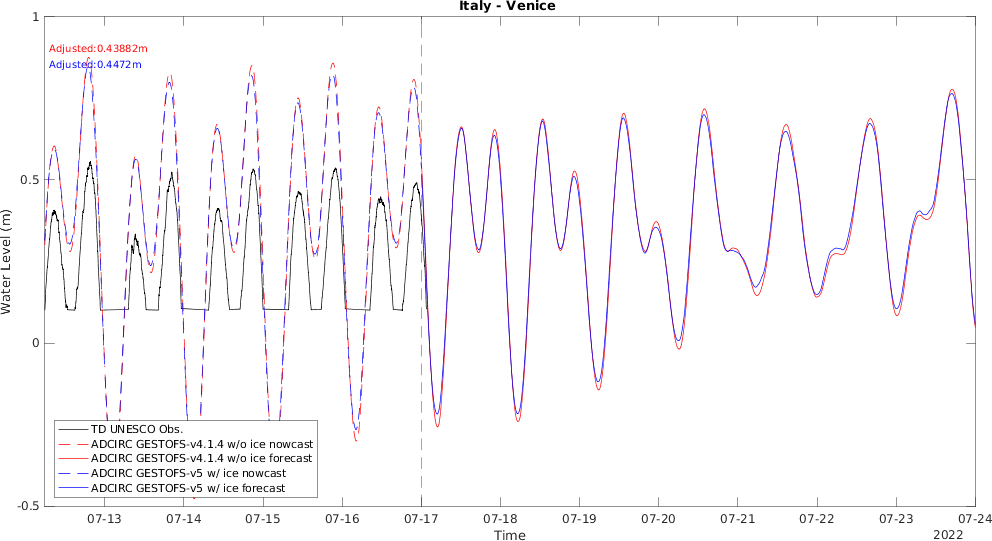 Italy - Venice
Adjusted:0.43882m
Adjusted:0.4472m
Water Level (m)
1
0.5
0
-0.5
TD UNESCO Obs.
ADCIRC GESTOFS-v4.1.4 w/o ice nowcast
ADCIRC GESTOFS-v4.1.4 w/o ice forecast
ADCIRC GESTOFS-v5 w/ ice nowcast
ADCIRC GESTOFS-v5 w/ ice forecast
07-13 07-14 07-15 07-16 07-17 07-18 07-19 07-20 07-21 07-22 07-23 07-24
Time
2022